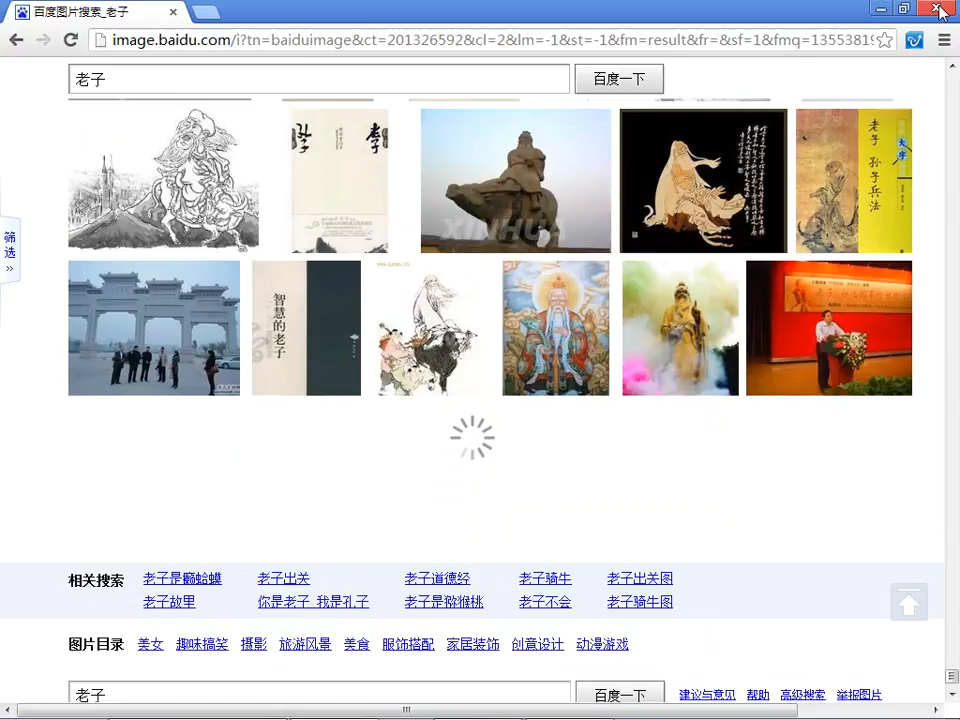 百度图片搜索_老子
image.baidu.com/i?tn=baiduimage&ct=201326592&cl=2&lm=-1&st=-1&fm=result&fr=&sf=1&fmq=13553819
老子
百度一下
孔子
老子
XINHUA
老子 孙子兵法
大字
筛选
»
智慧的老子
相关搜索 老子是癞蛤蟆 老子出关 老子道德经 老子骑牛 老子出关图
老子故里 你是老子 我是孔子 老子是猕猴桃 老子不会 老子骑牛图
图片目录 美女 趣味搞笑 摄影 旅游风景 美食 服饰搭配 家居装饰 创意设计 动漫游戏
老子 百度一下 建议与意见 帮助 高级搜索 举报图片